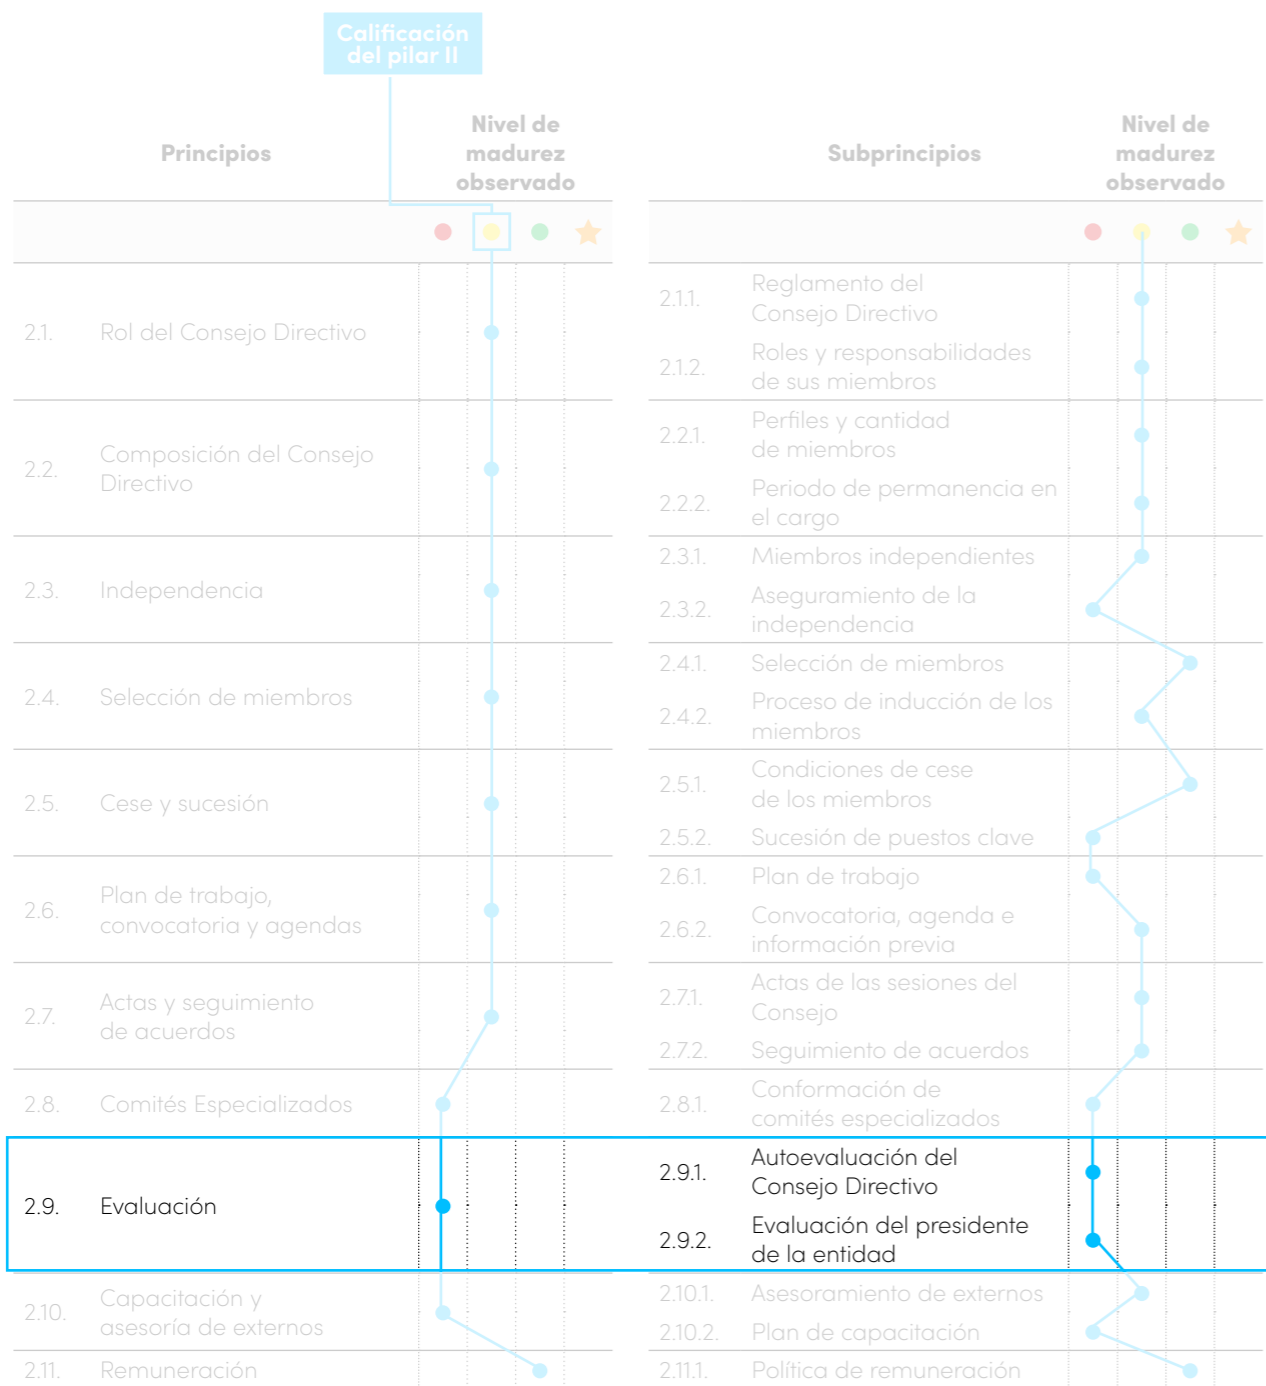 Calificación
del pilar II
Principios
Nivel de
madurez
observado
Subprincipios
Nivel de
madurez
observado
2.1. Rol del Consejo Directivo
2.1.1. Reglamento del
Consejo Directivo
2.1.2. Roles y responsabilidades
de sus miembros
2.2. Composición del Consejo
Directivo
2.2.1. Perfiles y cantidad
de miembros
2.2.2. Periodo de permanencia en
el cargo
2.3. Independencia
2.3.1. Miembros independientes
2.3.2. Aseguramiento de la
independencia
2.4. Selección de miembros
2.4.1. Selección de miembros
2.4.2. Proceso de inducción de los
miembros
2.5. Cese y sucesión
2.5.1. Condiciones de cese
de los miembros
2.5.2. Sucesión de puestos clave
2.6. Plan de trabajo,
convocatoria y agendas
2.6.1. Plan de trabajo
2.6.2. Convocatoria, agenda e
información previa
2.7. Actas y seguimiento
de acuerdos
2.7.1. Actas de las sesiones del
Consejo
2.7.2. Seguimiento de acuerdos
2.8. Comités Especializados
2.8.1. Conformación de
comités especializados
2.9. Evaluación
2.9.1. Autoevaluación del
Consejo Directivo
2.9.2. Evaluación del presidente
de la entidad
2.10. Capacitación y
asesoría de externos
2.10.1. Asesoramiento de externos
2.10.2. Plan de capacitación
2.11. Remuneración
2.11.1. Política de remuneración